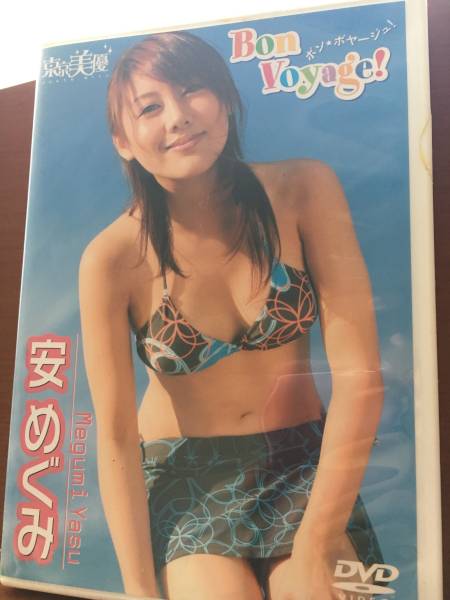 東京美優
Bon
Voyage!
ボン★ボヤージュ!
安 めぐみ
Megumi Yasu
DVD
VIDEO